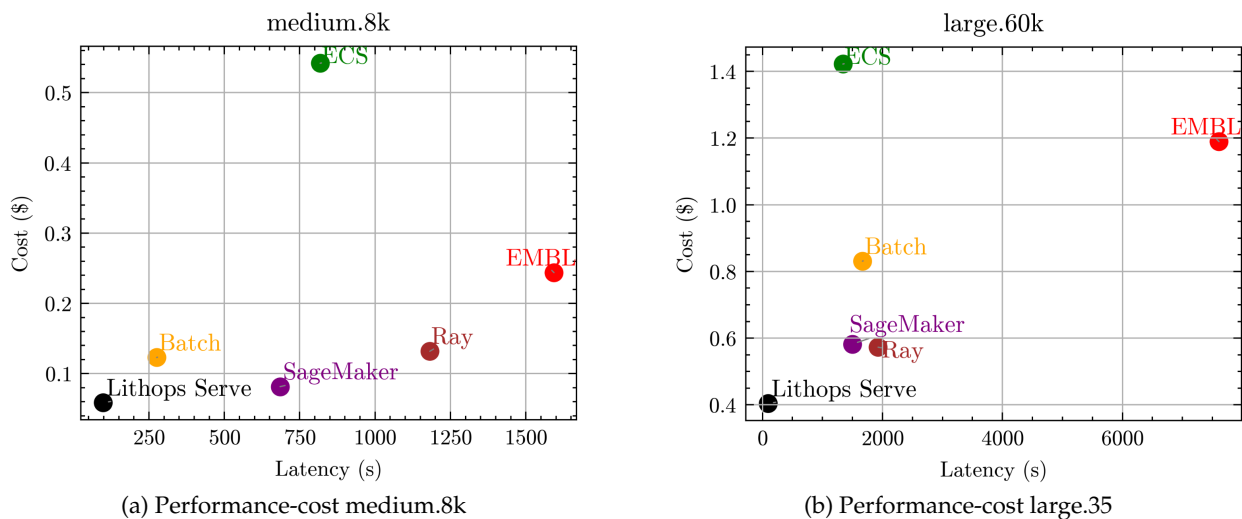 medium.8k
ECS
EMBL
Batch
Ray
SageMaker
Lithops Serve
Cost ($)
0.5
0.4
0.3
0.2
0.1
250 500 750 1000 1250 1500
Latency (s)
(a) Performance-cost medium.8k
large.60k
ECS
EMBL
Batch
SageMaker
Ray
Lithops Serve
Cost ($)
1.4
1.2
1.0
0.8
0.6
0.4
0 2000 4000 6000
Latency (s)
(b) Performance-cost large.35